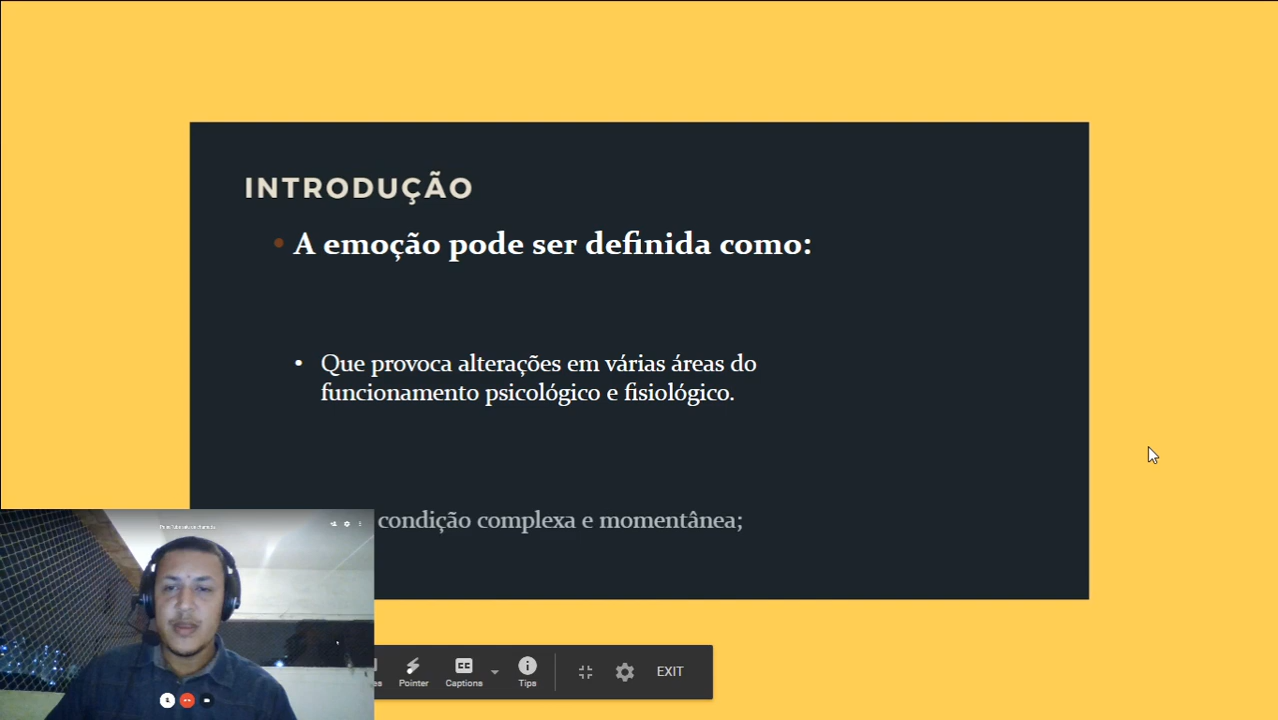 INTRODUÇÃO
• A emoção pode ser definida como:
• Que provoca alterações em várias áreas do
funcionamento psicológico e fisiológico.
condição complexa e momentânea;
Pointer
Captions
Tips
EXIT